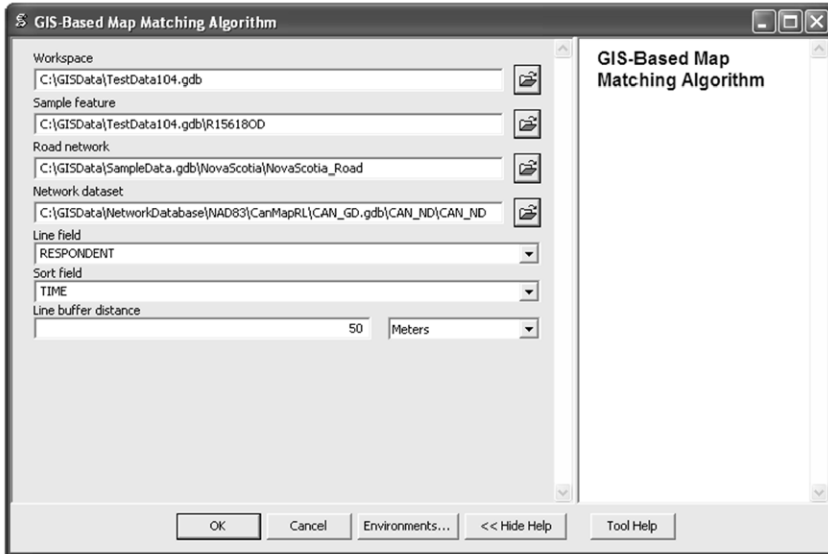 GIS-Based Map Matching Algorithm
Workspace
C:\GISData\TestData104.gdb
Sample feature
C:\GISData\TestData104.gdb\R15618OD
Road network
C:\GISData\SampleData.gdb\NovaScotia\NovaScotia_Road
Network dataset
C:\GISData\NetworkDatabase\NAD83\CanMapRL\CAN_GD.gdb\CAN_ND\CAN_ND
Line field
RESPONDENT
Sort field
TIME
Line buffer distance
50 Meters
GIS-Based Map
Matching Algorithm
OK Cancel Environments... << Hide Help Tool Help